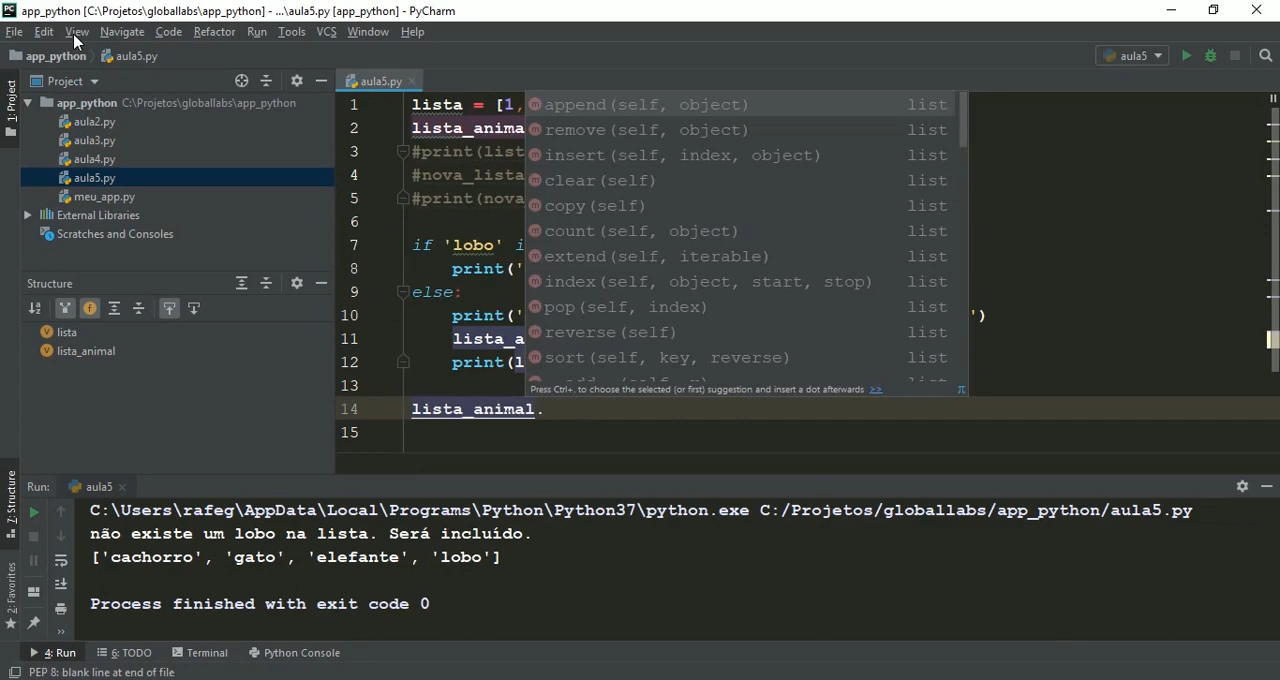 app_python [C:\Projetos\globallabs\app_python] - ...\aula5.py [app_python] - PyCharm
File Edit View Navigate Code Refactor Run Tools VCS Window Help
app_python aula5.py aula5
1: Project
Project
app_python C:\Projetos\globallabs\app_python
aula2.py
aula3.py
aula4.py
aula5.py
meu_app.py
External Libraries
Scratches and Consoles
Structure
lista
lista_animal
aula5.py
1 lista = [1,
2 lista_anima
3 #print(list
4 #nova_lista
5 #print(nova
6
7 if 'lobo' i
8 print('
9 else:
10 print(' ')
11 lista_a
12 print(l
13
14 lista_animal.
15
append(self, object) list
remove(self, object) list
insert(self, index, object) list
clear(self) list
copy(self) list
count(self, object) list
extend(self, iterable) list
index(self, object, start, stop) list
pop(self, index) list
reverse(self) list
sort(self, key, reverse) list
Press Ctrl+. to choose the selected (or first) suggestion and insert a dot afterwards >> π
Z: Structure
2: Favorites
Run: aula5
C:\Users\rafeg\AppData\Local\Programs\Python\Python37\python.exe C:/Projetos/globallabs/app_python/aula5.py
não existe um lobo na lista. Será incluído.
['cachorro', 'gato', 'elefante', 'lobo']
Process finished with exit code 0
4: Run 6: TODO Terminal Python Console
PEP 8: blank line at end of file